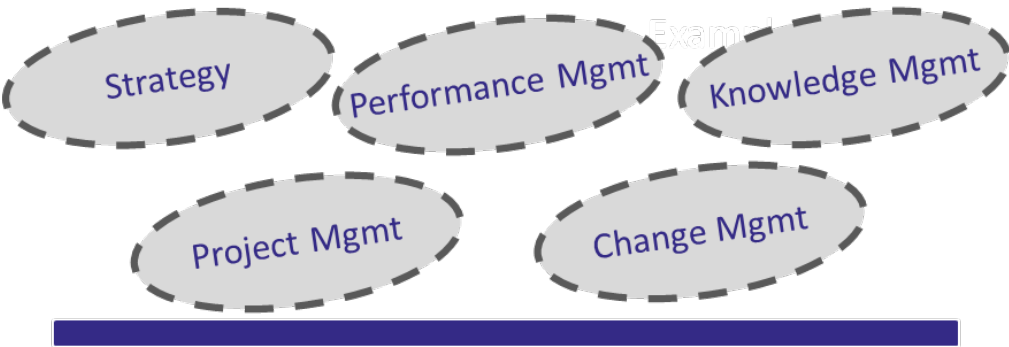 Strategy
Performance Mgmt
Knowledge Mgmt
Project Mgmt
Change Mgmt